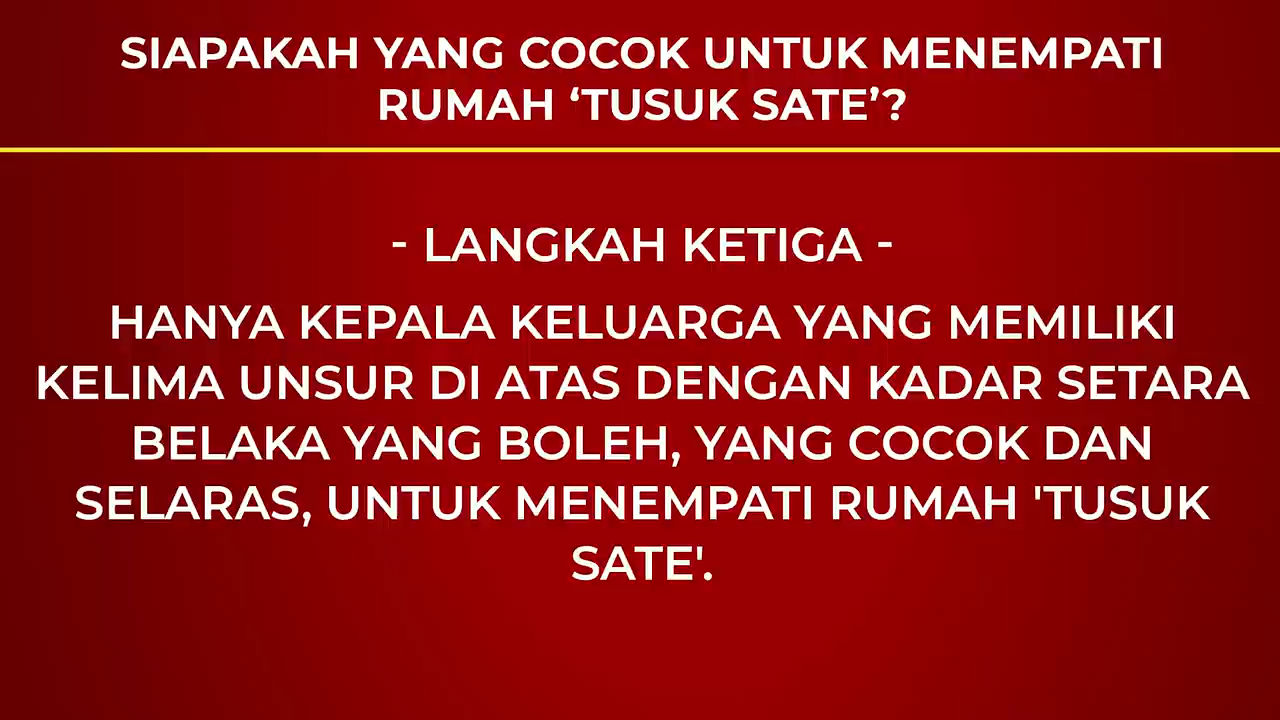 SIAPAKAH YANG COCOK UNTUK MENEMPATI
RUMAH ‘TUSUK SATE’?
- LANGKAH KETIGA -
HANYA KEPALA KELUARGA YANG MEMILIKI
KELIMA UNSUR DI ATAS DENGAN KADAR SETARA
BELAKA YANG BOLEH, YANG COCOK DAN
SELARAS, UNTUK MENEMPATI RUMAH 'TUSUK
SATE'.